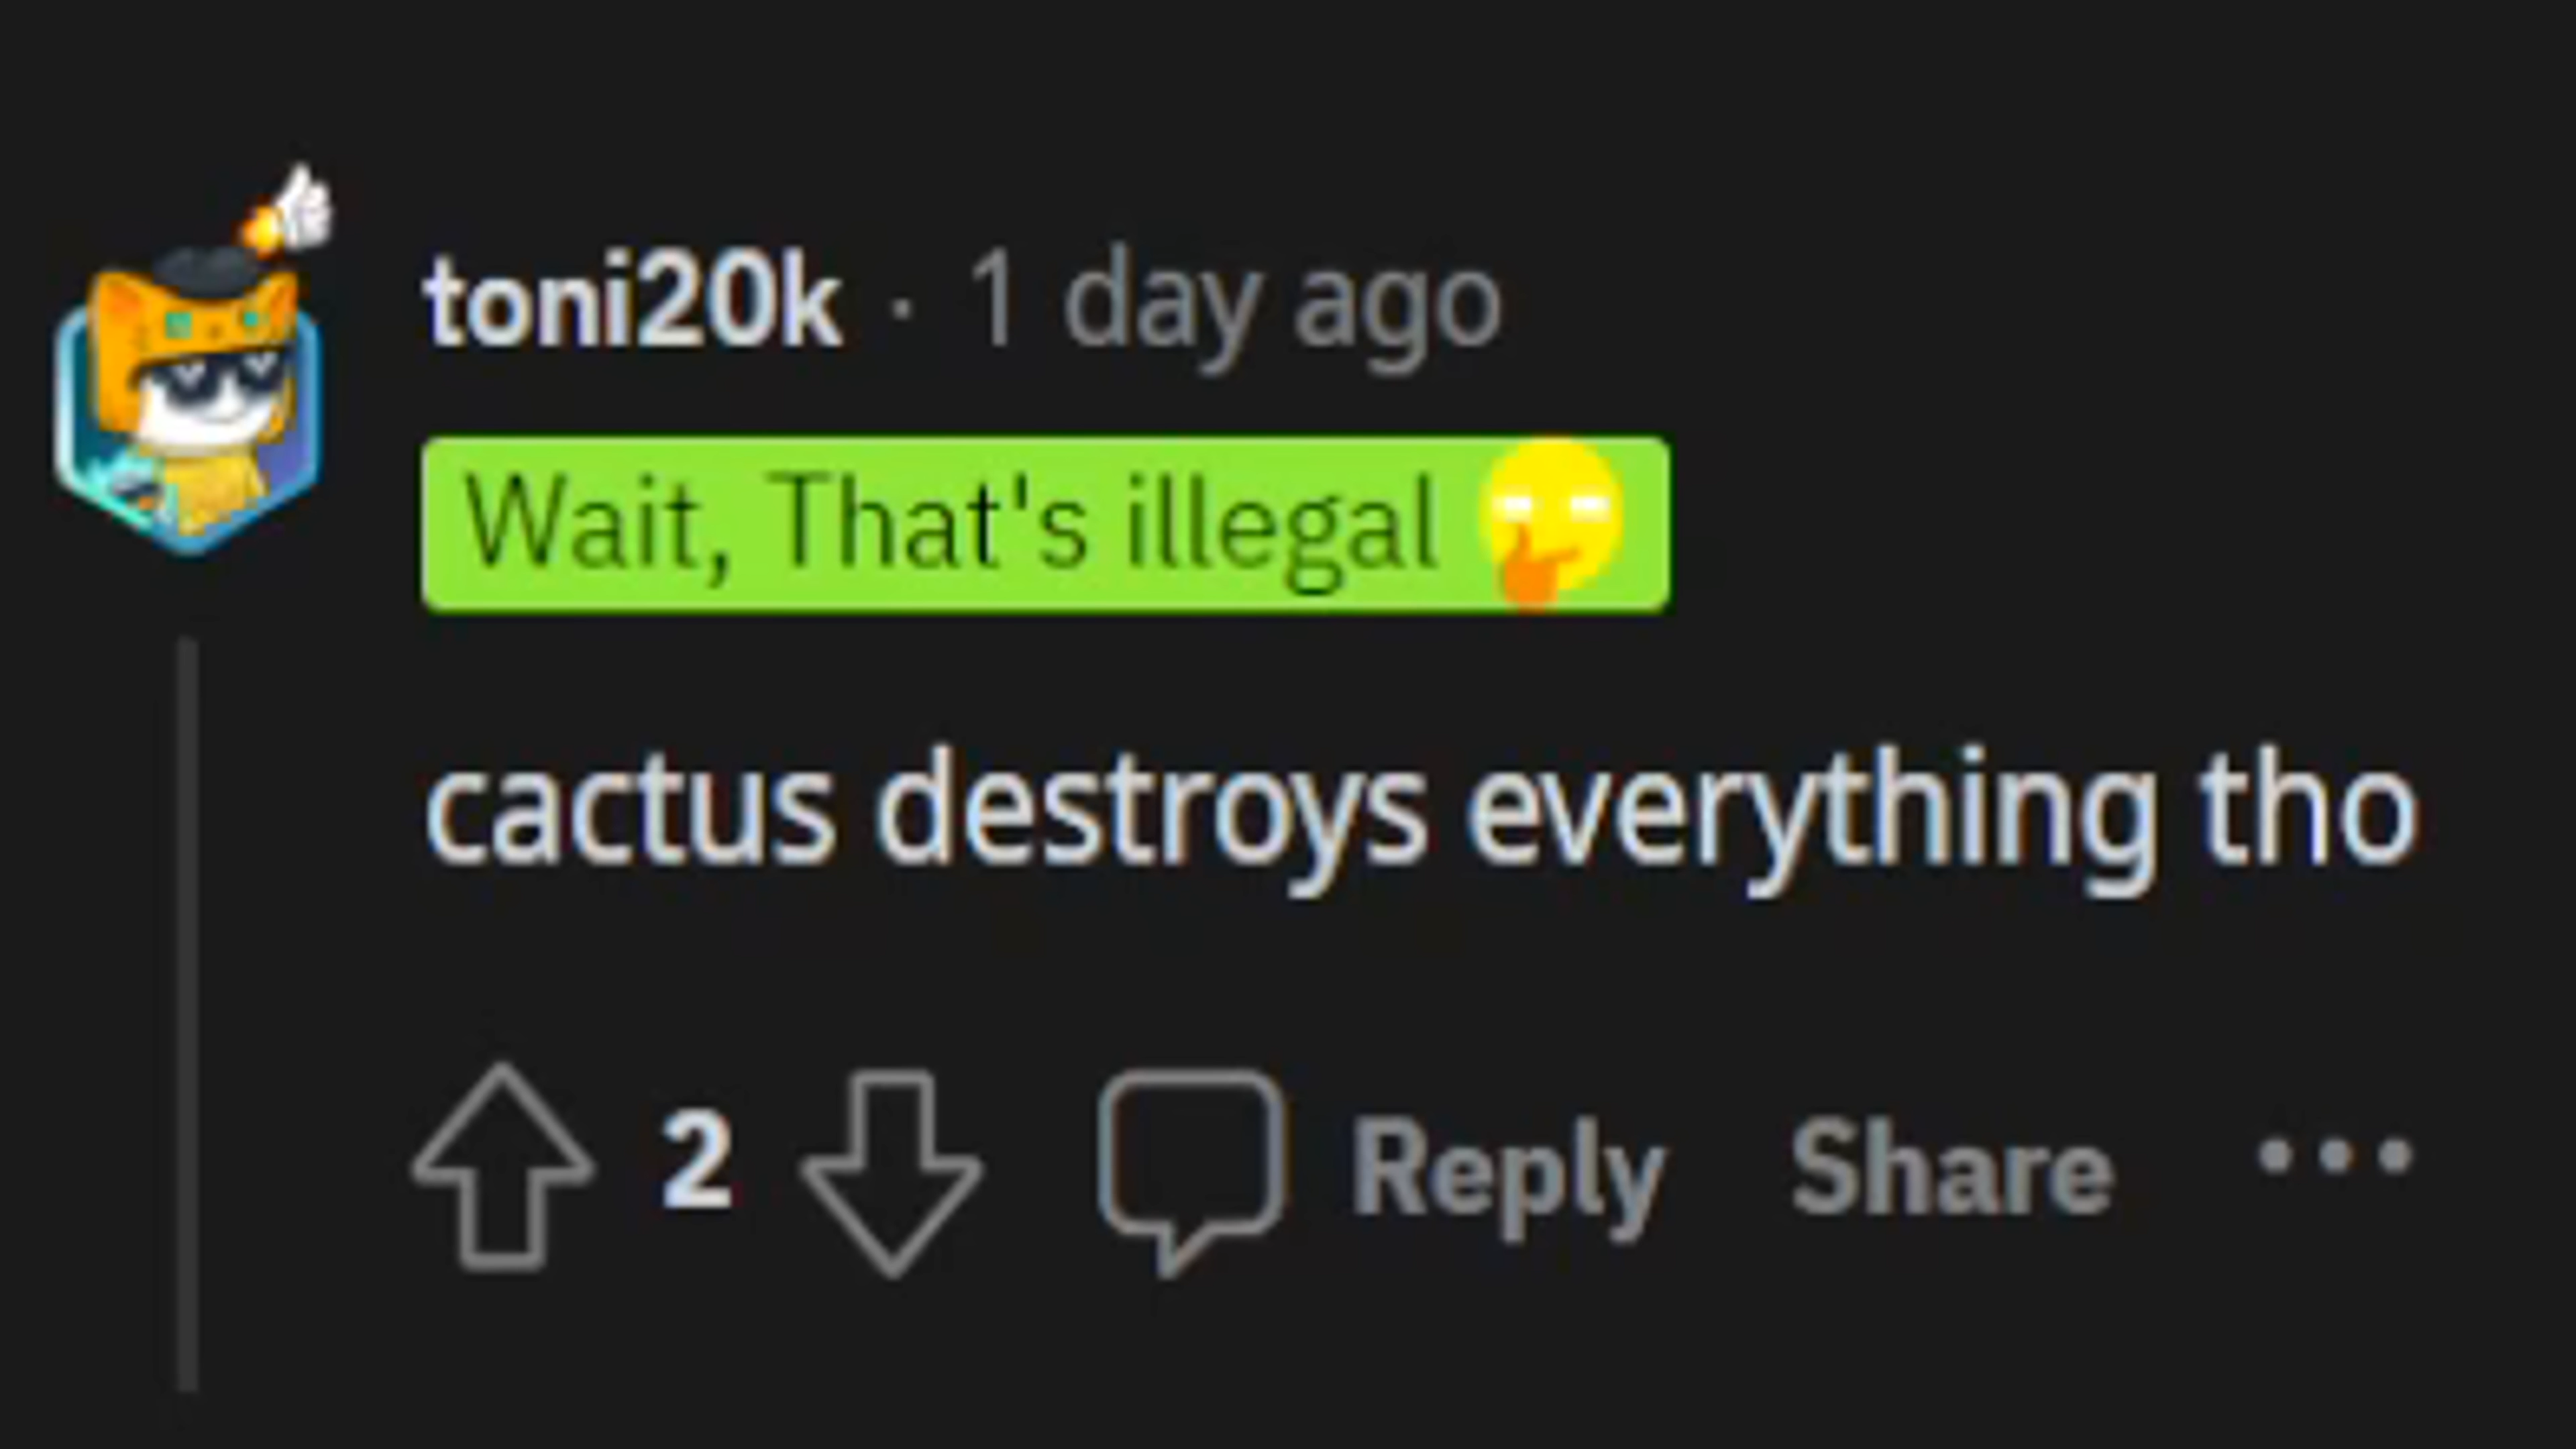 toni20k · 1 day ago
Wait, That's illegal
cactus destroys everything tho
2 Reply Share ...